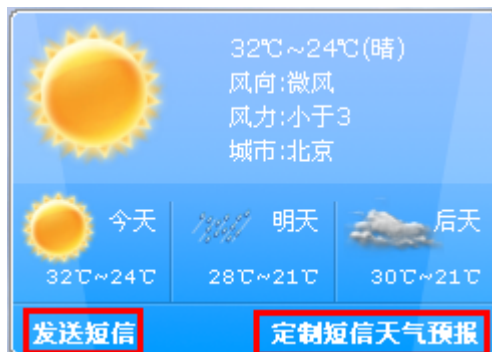 32℃~24℃(晴)
风向:微风
风力:小于3
城市:北京
今天 明天 后天
32℃~24℃ 28℃~21℃ 30℃~21℃
发送短信 定制短信天气预报